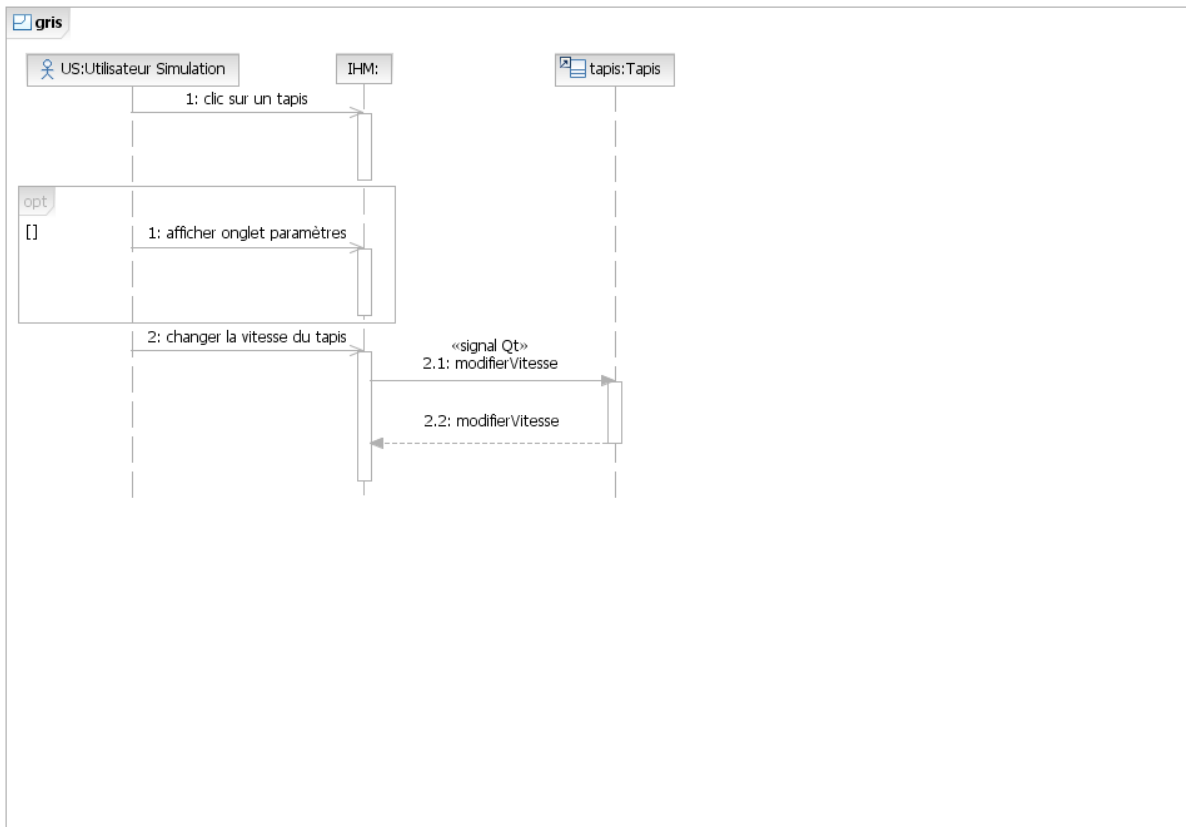 gris
US:Utilisateur Simulation
IHM:
tapis:Tapis
1: clic sur un tapis
opt
[]
1: afficher onglet paramètres
2: changer la vitesse du tapis
«signal Qt»
2.1: modifierVitesse
2.2: modifierVitesse